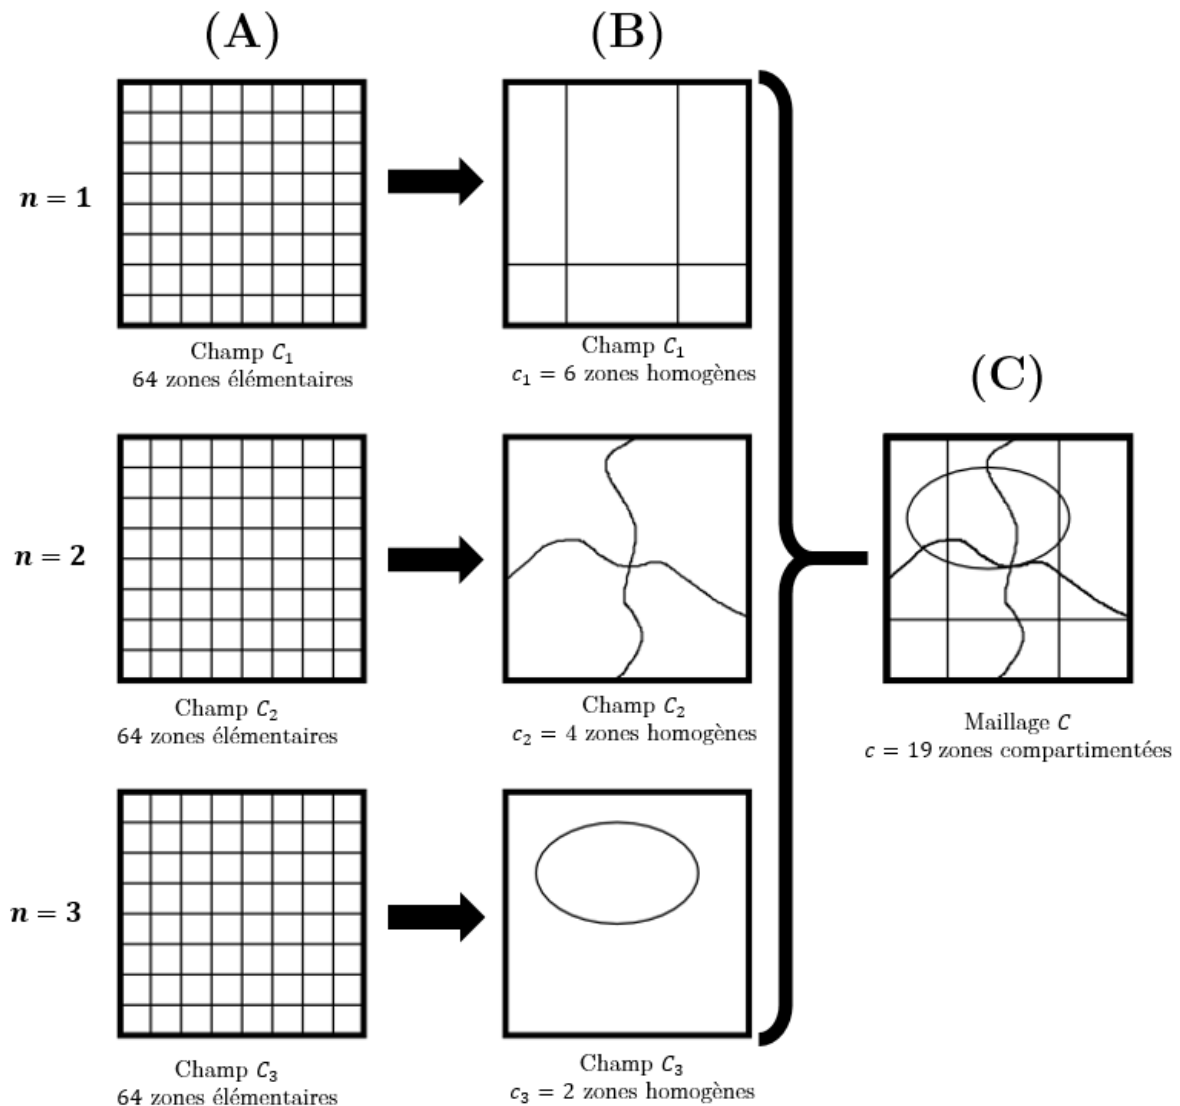 (A)
(B)
n = 1
Champ C₁
64 zones élémentaires
Champ C₁
c₁ = 6 zones homogènes
(C)
n = 2
Champ C₂
64 zones élémentaires
Champ C₂
c₂ = 4 zones homogènes
Maillage C
c = 19 zones compartimentées
n = 3
Champ C₃
64 zones élémentaires
Champ C₃
c₃ = 2 zones homogènes